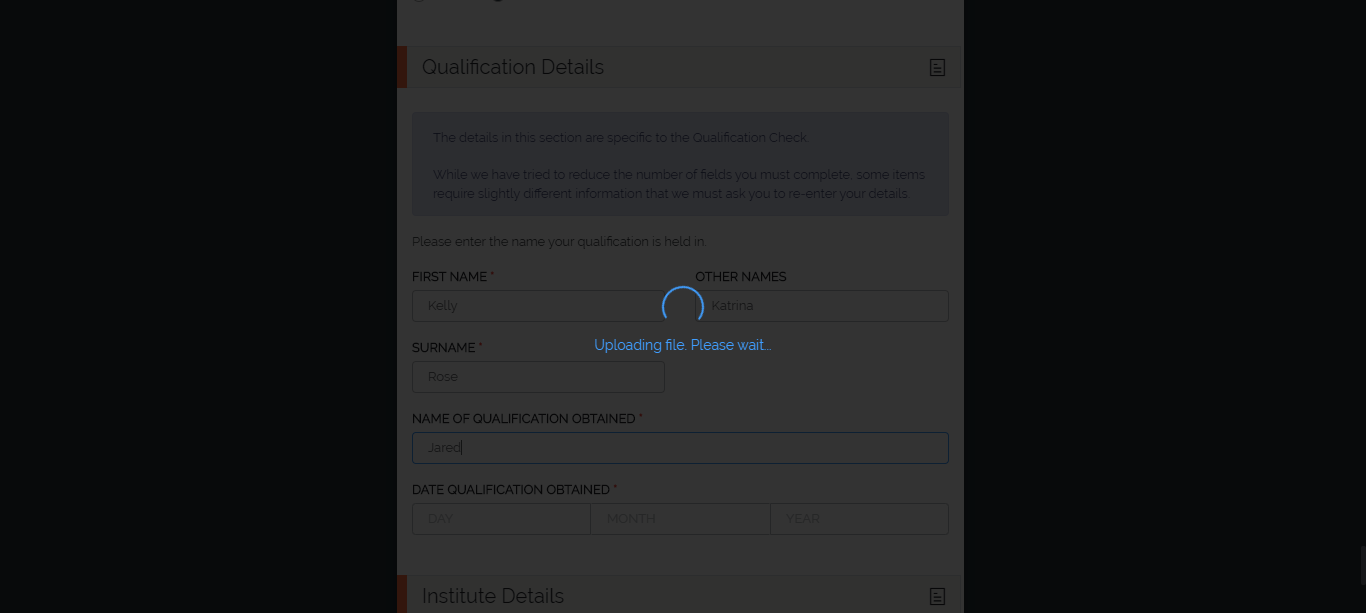 Qualification Details
The details in this section are specific to the Qualification Check.
While we have tried to reduce the number of fields you must complete, some items
require slightly different information that we must ask you to re-enter your details.
Please enter the name your qualification is held in:
FIRST NAME * OTHER NAMES
Kelly Katrina
Uploading file. Please wait...
SURNAME *
Rose
NAME OF QUALIFICATION OBTAINED *
Jared
DATE QUALIFICATION OBTAINED *
DAY MONTH YEAR
Institute Details